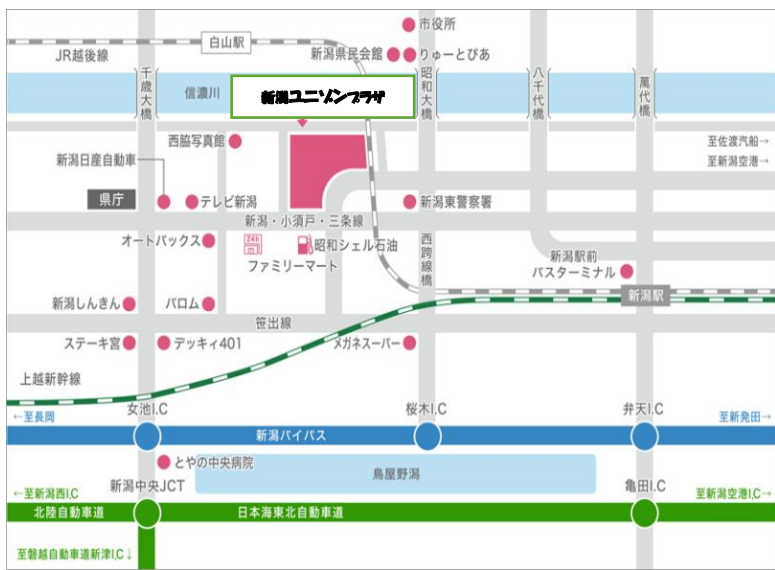 市役所
白山駅
JR越後線
新潟県民会館
りゅーとぴあ
千歳大橋
信濃川
新潟ユニゾンプラザ
昭和大橋
八千代橋
萬代橋
西脇写真館
至佐渡汽船→
新潟日産自動車
至新潟空港→
県庁
テレビ新潟
新潟東警察署
新潟・小須戸・三条線
オートバックス
24h
昭和シェル石油
西跨線橋
ファミリーマート
新潟駅前
バスターミナル
新潟駅
新潟しんきん
バロム
笹出線
ステーキ宮
デッキィ401
メガネスーパー
上越新幹線
女池I.C
桜木I.C
弁天I.C
←至長岡
至新発田→
新潟バイパス
とやの中央病院
鳥屋野潟
新潟中央JCT
亀田I.C
←至新潟西I.C
至新潟空港I.C→
北陸自動車道
日本海東北自動車道
至磐越自動車道新津I.C↓